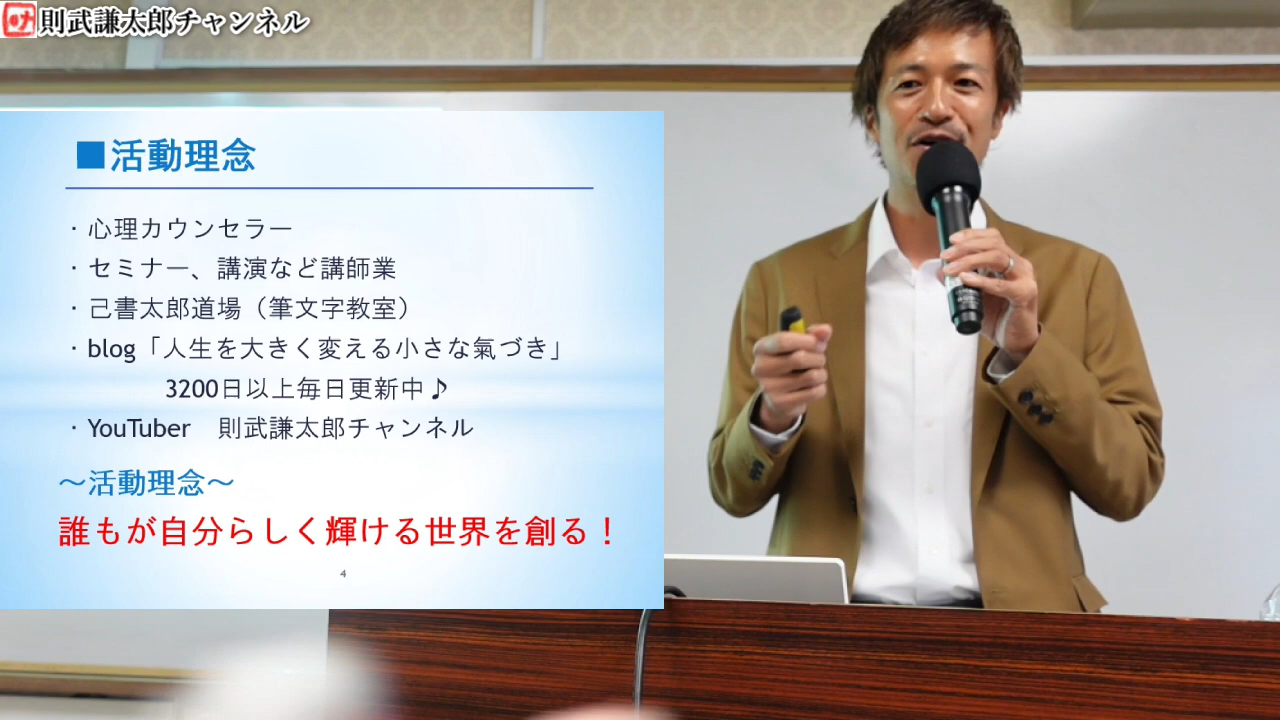 サ則武謙太郎チャンネル
■活動理念
・心理カウンセラー
・セミナー、講演など講師業
・己書太郎道場（筆文字教室）
・blog「人生を大きく変える小さな氣づき」
3200日以上毎日更新中♪
・YouTuber　則武謙太郎チャンネル
～活動理念～
誰もが自分らしく輝ける世界を創る！
4